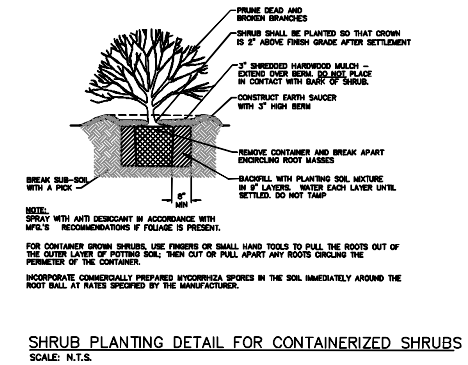 PRUNE DEAD AND
BROKEN BRANCHES
SHRUB SHALL BE PLANTED SO THAT CROWN
IS 2" ABOVE FINISH GRADE AFTER SETTLEMENT
3" SHREDDED HARDWOOD MULCH -
EXTEND OVER BERM. DO NOT PLACE
IN CONTACT WITH BARK OF SHRUB.
CONSTRUCT EARTH SAUCER
WITH 3" HIGH BERM
REMOVE CONTAINER AND BREAK APART
ENCIRCLING ROOT MASSES
BACKFILL WITH PLANTING SOIL MIXTURE
IN 9" LAYERS. WATER EACH LAYER UNTIL
SETTLED. DO NOT TAMP
BREAK SUB-SOIL
WITH A PICK
6"
MIN
NOTE:
SPRAY WITH ANTI DESICCANT IN ACCORDANCE WITH
MFG.'S RECOMMENDATIONS IF FOLIAGE IS PRESENT.
FOR CONTAINER GROWN SHRUBS, USE FINGERS OR SMALL HAND TOOLS TO PULL THE ROOTS OUT OF
THE OUTER LAYER OF POTTING SOIL; THEN CUT OR PULL APART ANY ROOTS CIRCLING THE
PERIMETER OF THE CONTAINER.
INCORPORATE COMMERCIALLY PREPARED MYCORRHIZA SPORES IN THE SOIL IMMEDIATELY AROUND THE
ROOT BALL AT RATES SPECIFIED BY THE MANUFACTURER.
SHRUB PLANTING DETAIL FOR CONTAINERIZED SHRUBS
SCALE: N.T.S.